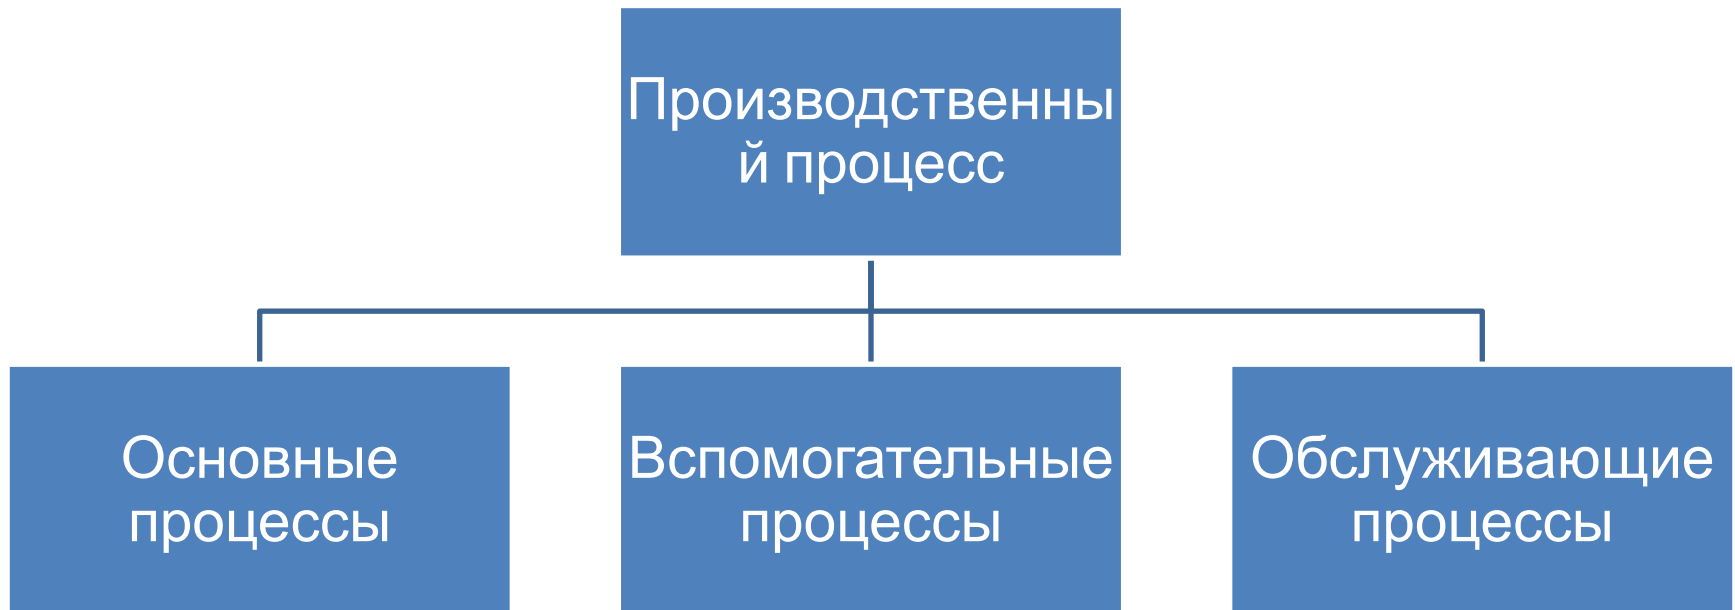 Производственны
й процесс
Основные
процессы
Вспомогательные
процессы
Обслуживающие
процессы